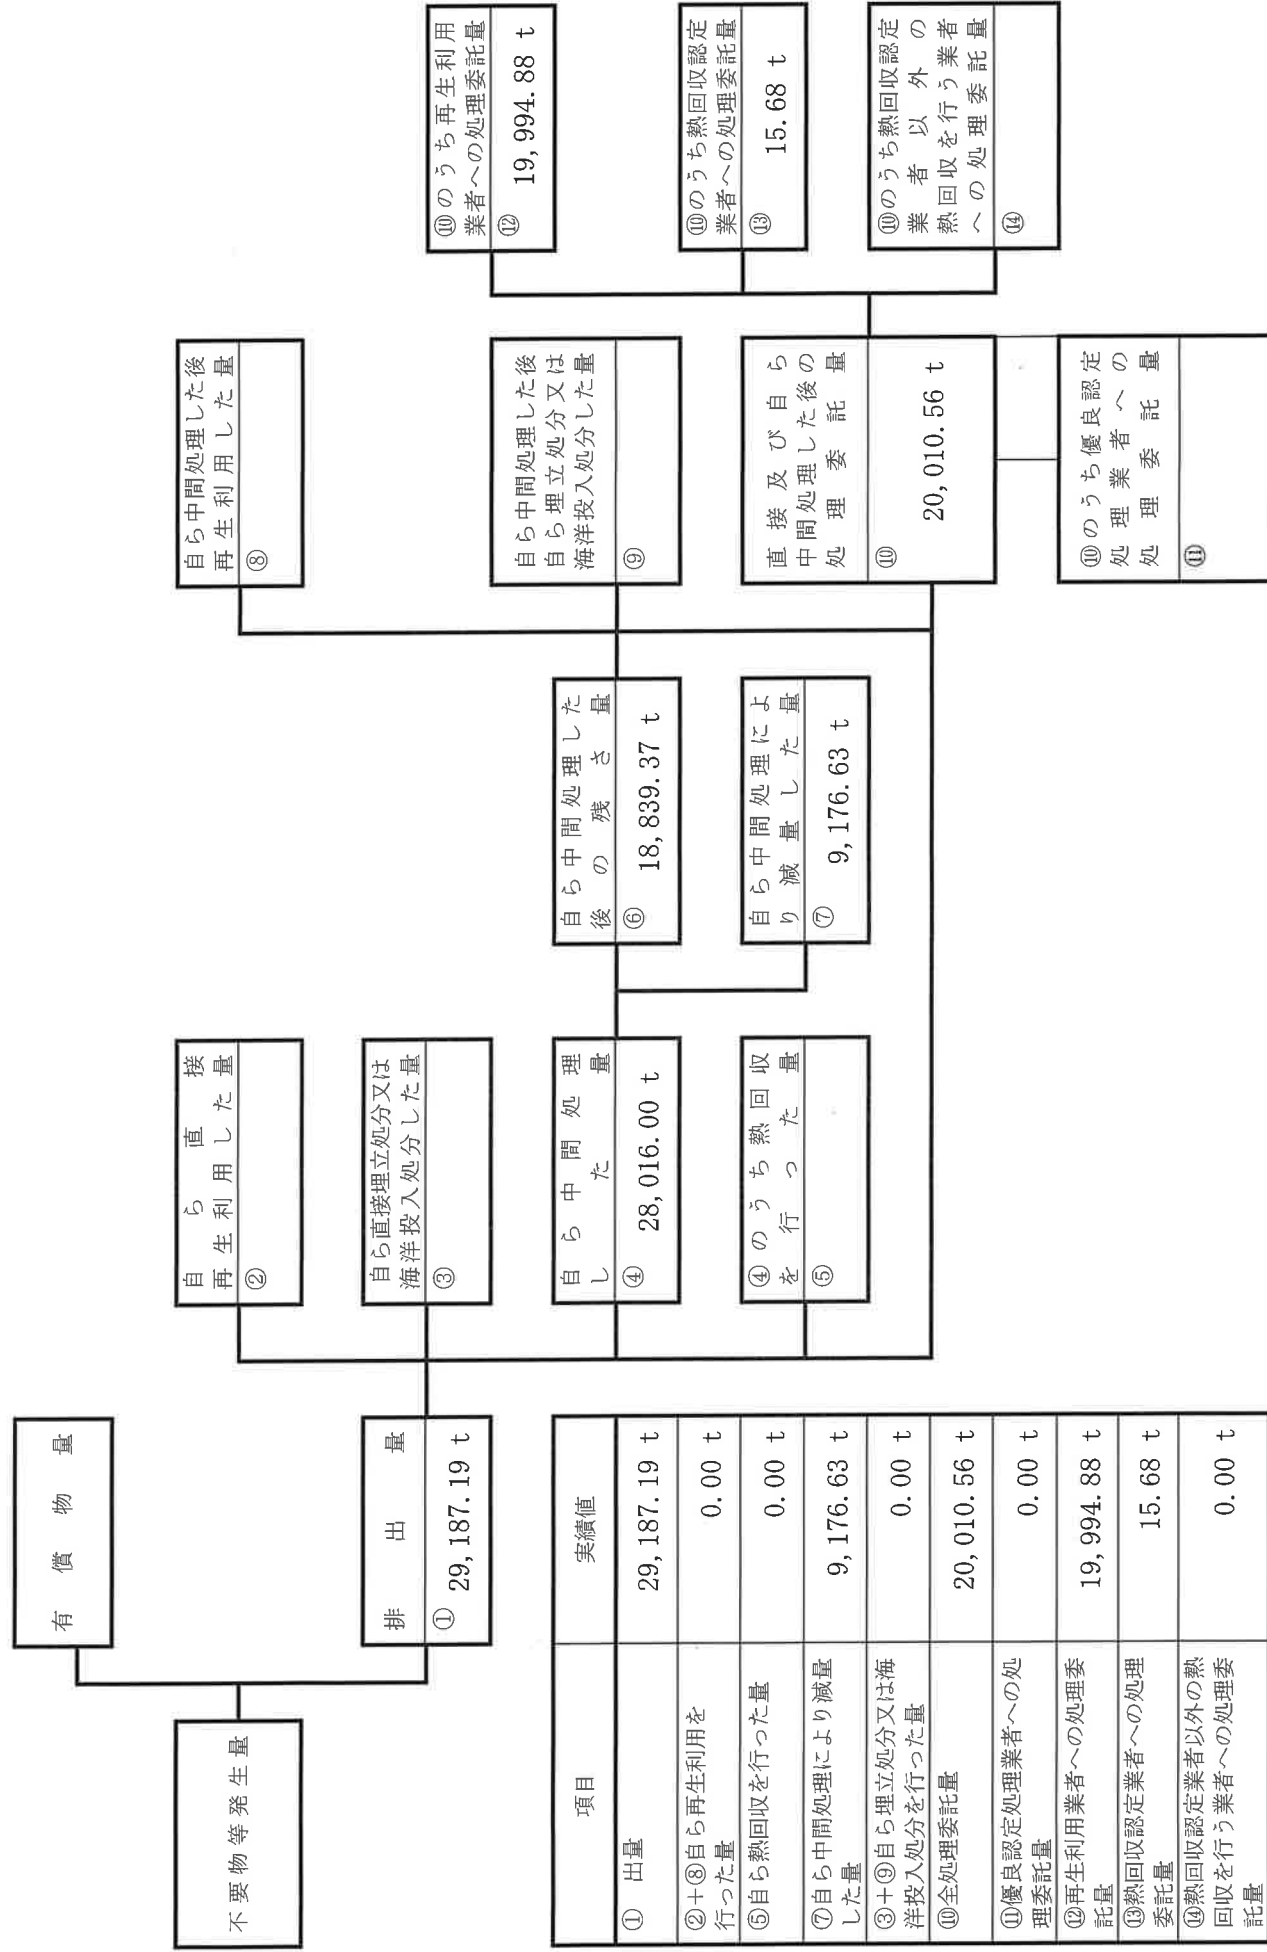 不要物等発生量
有償物量
排出量
① 29,187.19 t
自ら直接
再生利用した量
②
自ら直接埋立処分又は
海洋投入処分した量
③
自ら中間処理
した量
④ 28,016.00 t
④のうち熱回収
を行った量
⑤
自ら中間処理した
後の残さ量
⑥ 18,839.37 t
自ら中間処理によ
り減量した量
⑦ 9,176.63 t
自ら中間処理した後
再生利用した量
⑧
自ら中間処理した後
自ら埋立処分又は
海洋投入処分した量
⑨
直接及び自ら
中間処理した後の
処理委託量
⑩ 20,010.56 t
⑩のうち優良認定
処理業者への
処理委託量
⑪
⑩のうち再生利用
業者への処理委託量
⑫ 19,994.88 t
⑩のうち熱回収認定
業者への処理委託量
⑬ 15.68 t
⑩のうち熱回収認定
業者以外の
熱回収を行う業者
への処理委託量
⑭
項目 実績値
① 出量 29,187.19 t
②+⑧自ら再生利用を
行った量 0.00 t
⑤自ら熱回収を行った量 0.00 t
⑦自ら中間処理により減量
した量 9,176.63 t
③+⑨自ら埋立処分又は海
洋投入処分を行った量 0.00 t
⑩全処理委託量 20,010.56 t
⑪優良認定処理業者への処
理委託量 0.00 t
⑫再生利用業者への処理委
託量 19,994.88 t
⑬熱回収認定業者への処理
委託量 15.68 t
⑭熱回収認定業者以外の熱
回収を行う業者への処理委
託量 0.00 t